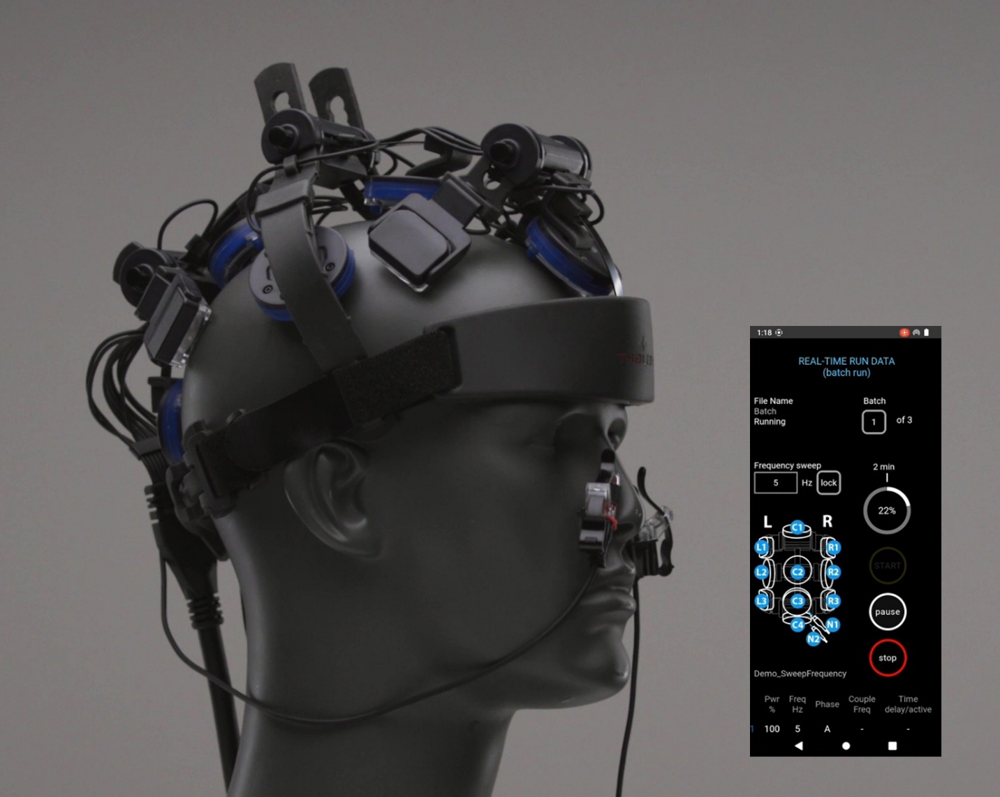 1:18
REAL-TIME RUN DATA
(batch run)
File Name
Batch
Running
Batch
1 of 3
Frequency sweep
5 Hz lock
2 min
22%
L R
C1
L1 R1
L2 C2 R2
L3 C3 R3
C4 N1
N2
START
pause
stop
Demo_SweepFrequency
Pwr Freq Phase Couple Time
% Hz Freq delay/active
1 100 5 A - -